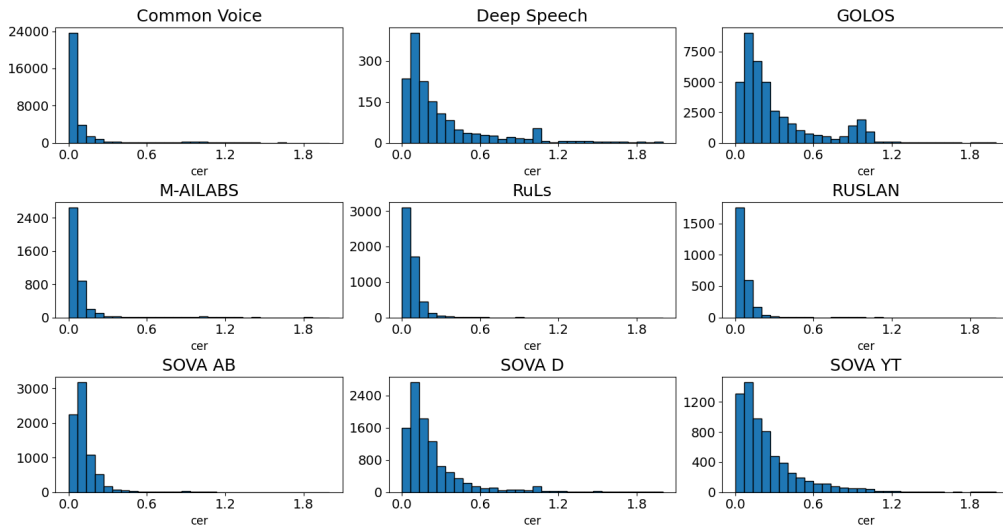 Common Voice
24000
16000
8000
0
0.0 0.6 1.2 1.8
cer
Deep Speech
300
150
0
0.0 0.6 1.2 1.8
cer
GOLOS
7500
5000
2500
0
0.0 0.6 1.2 1.8
cer
M-AILABS
2400
1600
800
0
0.0 0.6 1.2 1.8
cer
RuLs
3000
2000
1000
0
0.0 0.6 1.2 1.8
cer
RUSLAN
1500
1000
500
0
0.0 0.6 1.2 1.8
cer
SOVA AB
3000
2000
1000
0
0.0 0.6 1.2 1.8
cer
SOVA D
2400
1600
800
0
0.0 0.6 1.2 1.8
cer
SOVA YT
1200
800
400
0
0.0 0.6 1.2 1.8
cer